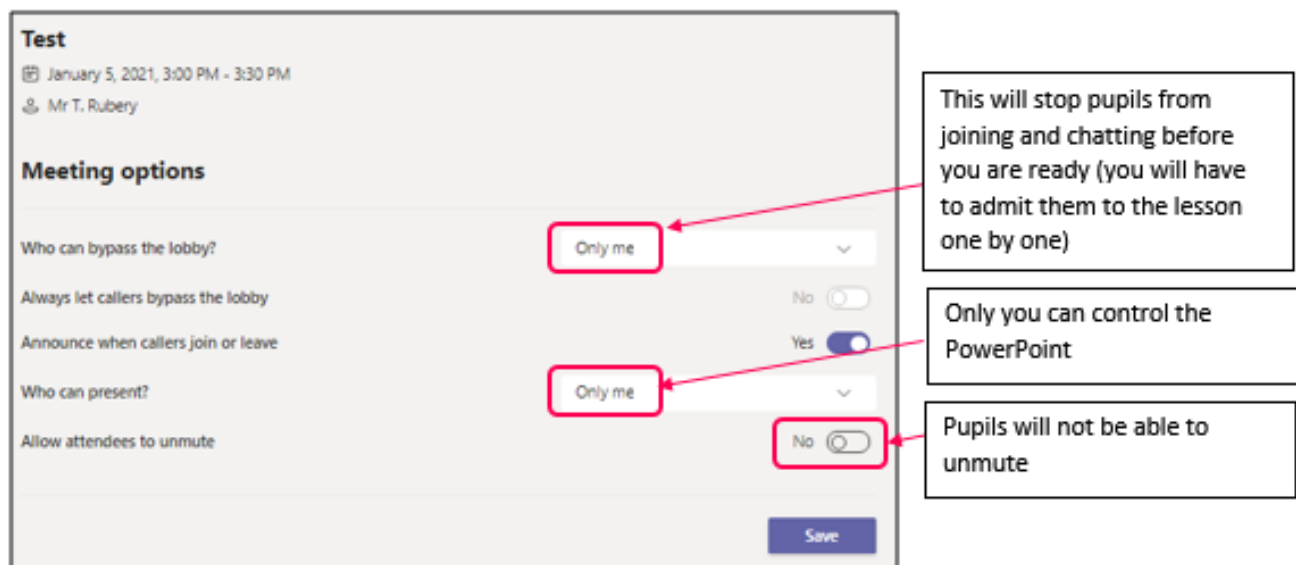 Test
January 5, 2021, 3:00 PM - 3:30 PM
Mr T. Rubery
Meeting options
Who can bypass the lobby? Only me
Always let callers bypass the lobby No
Announce when callers join or leave Yes
Who can present? Only me
Allow attendees to unmute No
Save
This will stop pupils from
joining and chatting before
you are ready (you will have
to admit them to the lesson
one by one)
Only you can control the
PowerPoint
Pupils will not be able to
unmute